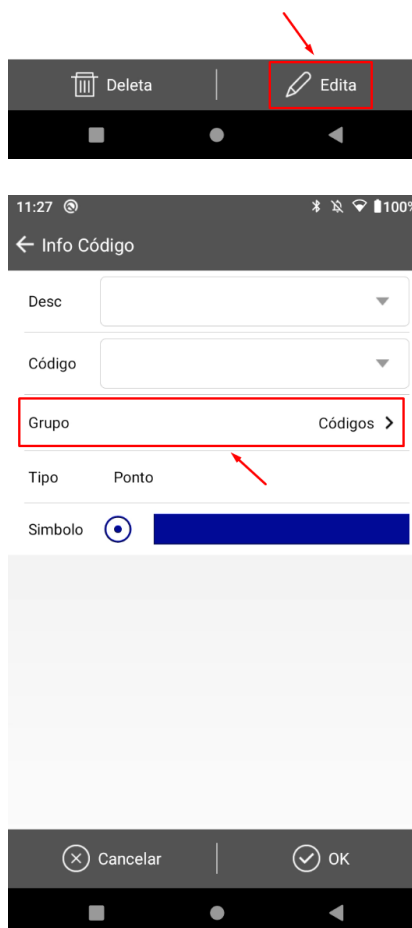 Deleta Edita
11:27 100%
Info Código
Desc
Código
Grupo Códigos
Tipo Ponto
Simbolo
Cancelar OK